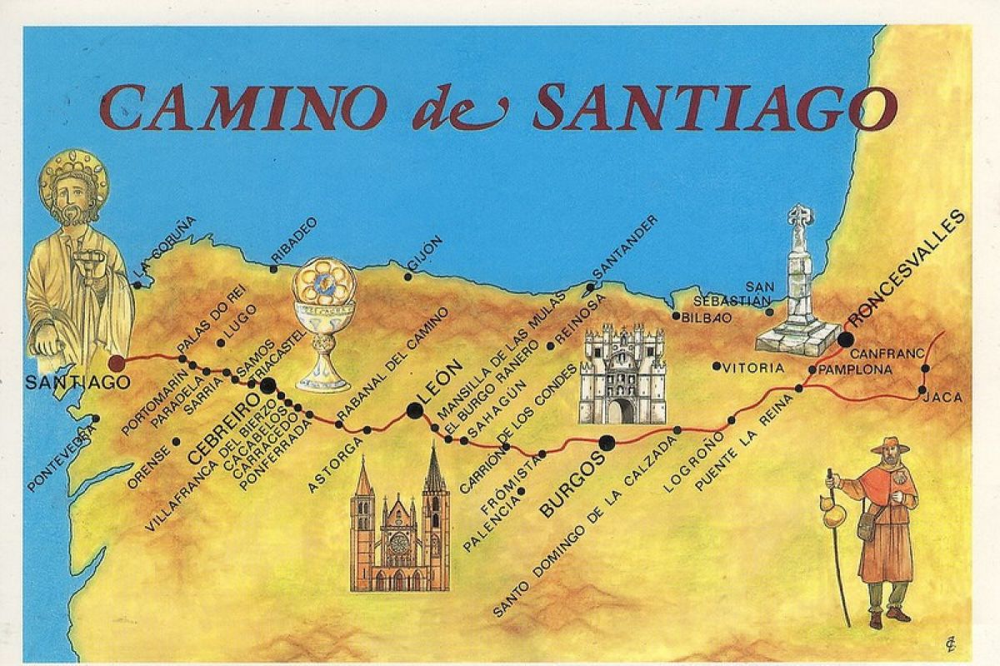 CAMINO de SANTIAGO
LA CORUÑA
RIBADEO
GIJÓN
SANTANDER
SAN
SEBASTIÁN
BILBAO
RONCESVALLES
PALAS DO REI
LUGO
SAMOS
TRIACASTEL
RABANAL DEL CAMINO
LEÓN
MANSILLA DE LAS MULAS
EL BURGO RANERO
SAHAGÚN
REINOSA
VITORIA
CANFRANC
PAMPLONA
JACA
SANTIAGO
PORTOMARÍN
PARADELA
SARRIA
CEBREIRO
VILLAFRANCA DEL BIERZO
CACABELOS
CARRACEDO
PONFERRADA
PONTEVEDRA
ORENSE
ASTORGA
CARRIÓN DE LOS CONDES
FRÓMISTA
PALENCIA
BURGOS
SANTO DOMINGO DE LA CALZADA
LOGROÑO
PUENTE LA REINA